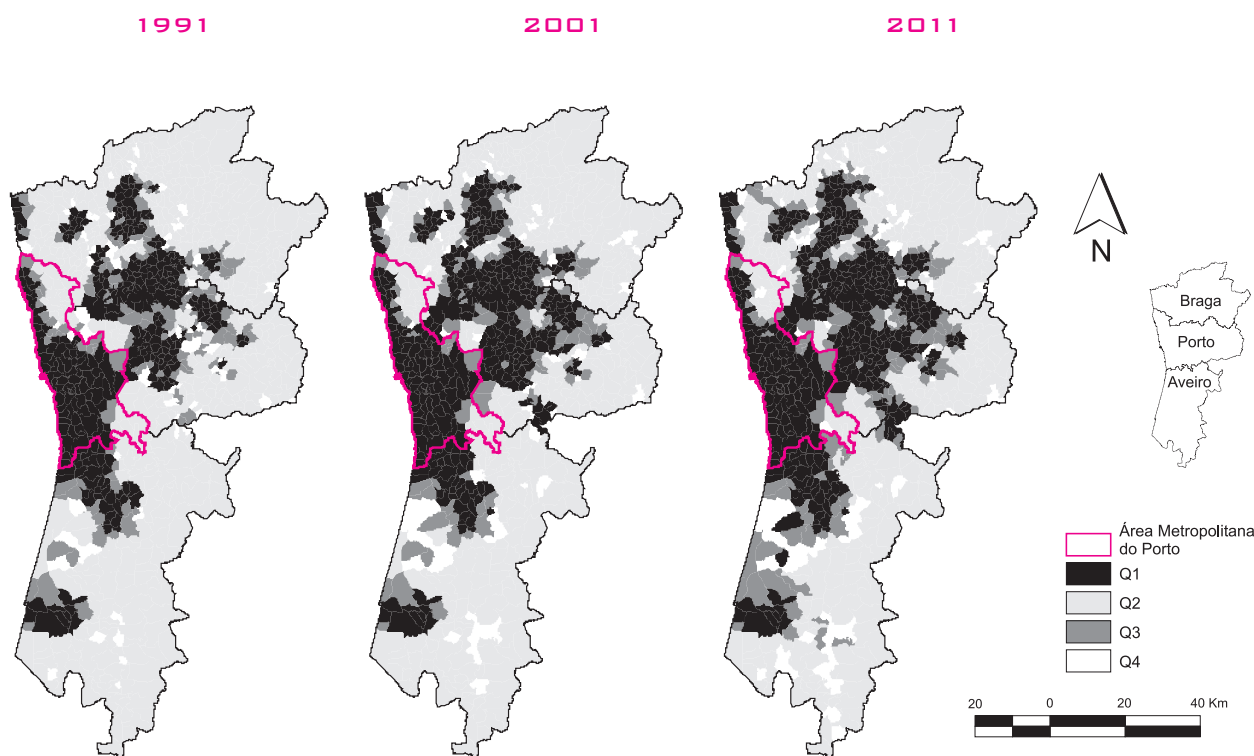 1991
2001
2011
N
Braga
Porto
Aveiro
Área Metropolitana
do Porto
Q1
Q2
Q3
Q4
20 0 20 40 Km